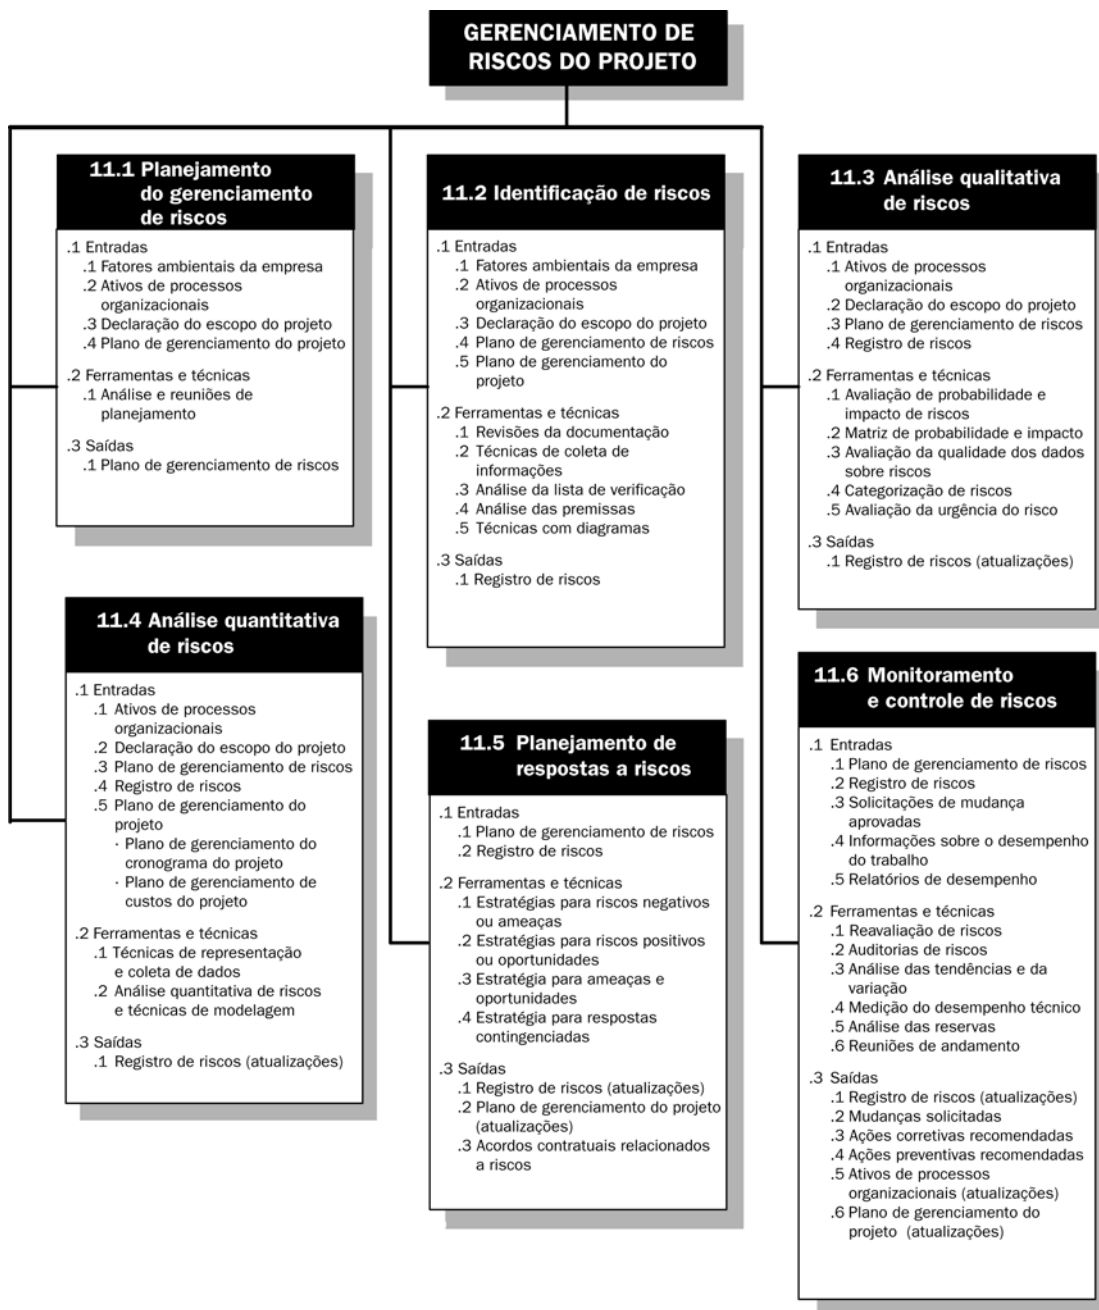 GERENCIAMENTO DE
RISCOS DO PROJETO
11.1 Planejamento
do gerenciamento
de riscos
.1 Entradas
.1 Fatores ambientais da empresa
.2 Ativos de processos
organizacionais
.3 Declaração do escopo do projeto
.4 Plano de gerenciamento do projeto
.2 Ferramentas e técnicas
.1 Análise e reuniões de
planejamento
.3 Saídas
.1 Plano de gerenciamento de riscos
11.2 Identificação de riscos
.1 Entradas
.1 Fatores ambientais da empresa
.2 Ativos de processos
organizacionais
.3 Declaração do escopo do projeto
.4 Plano de gerenciamento de riscos
.5 Plano de gerenciamento do
projeto
.2 Ferramentas e técnicas
.1 Revisões da documentação
.2 Técnicas de coleta de
informações
.3 Análise da lista de verificação
.4 Análise das premissas
.5 Técnicas com diagramas
.3 Saídas
.1 Registro de riscos
11.3 Análise qualitativa
de riscos
.1 Entradas
.1 Ativos de processos
organizacionais
.2 Declaração do escopo do projeto
.3 Plano de gerenciamento de riscos
.4 Registro de riscos
.2 Ferramentas e técnicas
.1 Avaliação de probabilidade e
impacto de riscos
.2 Matriz de probabilidade e impacto
.3 Avaliação da qualidade dos dados
sobre riscos
.4 Categorização de riscos
.5 Avaliação da urgência do risco
.3 Saídas
.1 Registro de riscos (atualizações)
11.4 Análise quantitativa
de riscos
.1 Entradas
.1 Ativos de processos
organizacionais
.2 Declaração do escopo do projeto
.3 Plano de gerenciamento de riscos
.4 Registro de riscos
.5 Plano de gerenciamento do
projeto
· Plano de gerenciamento do
cronograma do projeto
· Plano de gerenciamento de
custos do projeto
.2 Ferramentas e técnicas
.1 Técnicas de representação
e coleta de dados
.2 Análise quantitativa de riscos
e técnicas de modelagem
.3 Saídas
.1 Registro de riscos (atualizações)
11.5 Planejamento de
respostas a riscos
.1 Entradas
.1 Plano de gerenciamento de riscos
.2 Registro de riscos
.2 Ferramentas e técnicas
.1 Estratégias para riscos negativos
ou ameaças
.2 Estratégias para riscos positivos
ou oportunidades
.3 Estratégia para ameaças e
oportunidades
.4 Estratégia para respostas
contingenciadas
.3 Saídas
.1 Registro de riscos (atualizações)
.2 Plano de gerenciamento do projeto
(atualizações)
.3 Acordos contratuais relacionados
a riscos
11.6 Monitoramento
e controle de riscos
.1 Entradas
.1 Plano de gerenciamento de riscos
.2 Registro de riscos
.3 Solicitações de mudança
aprovadas
.4 Informações sobre o desempenho
do trabalho
.5 Relatórios de desempenho
.2 Ferramentas e técnicas
.1 Reavaliação de riscos
.2 Auditorias de riscos
.3 Análise das tendências e da
variação
.4 Medição do desempenho técnico
.5 Análise das reservas
.6 Reuniões de andamento
.3 Saídas
.1 Registro de riscos (atualizações)
.2 Mudanças solicitadas
.3 Ações corretivas recomendadas
.4 Ações preventivas recomendadas
.5 Ativos de processos
organizacionais (atualizações)
.6 Plano de gerenciamento do
projeto (atualizações)